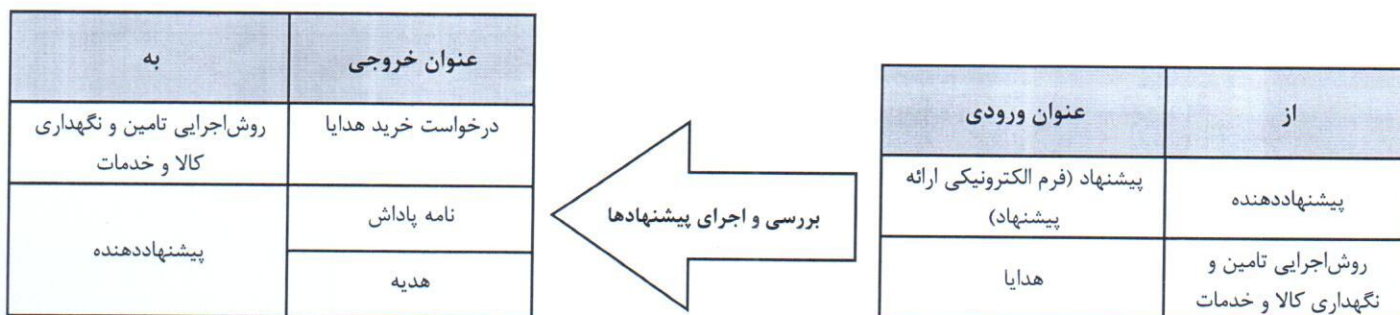 از
عنوان ورودی
پیشنهاددهنده
پیشنهاد (فرم الکترونیکی ارائه
پیشنهاد)
روش‌اجرایی تامین و
نگهداری کالا و خدمات
هدایا
بررسی و اجرای پیشنهادها
عنوان خروجی
به
درخواست خرید هدایا
روش‌اجرایی تامین و نگهداری
کالا و خدمات
نامه پاداش
پیشنهاددهنده
هدیه